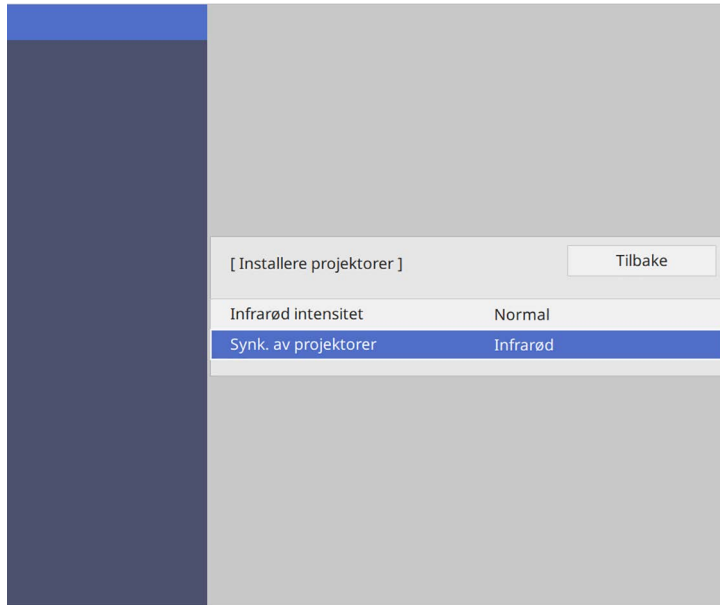 [ Installere projektorer ]
Tilbake
Infrarød intensitet Normal
Synk. av projektorer Infrarød